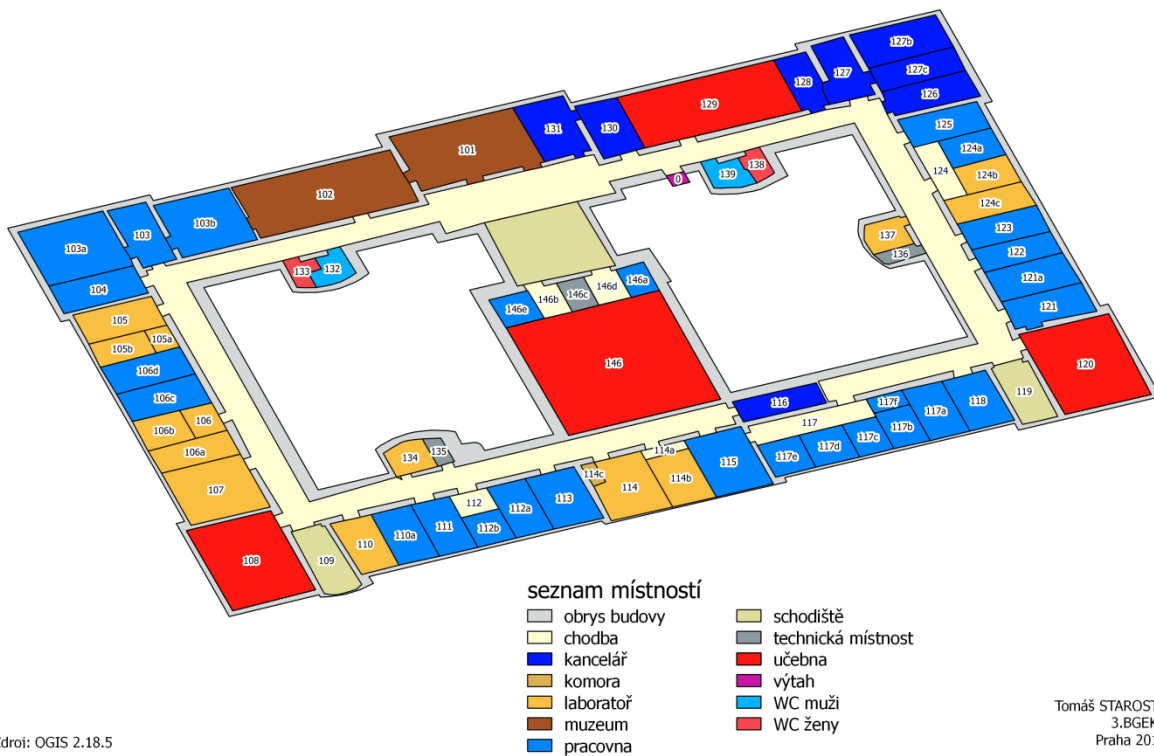 127b
127
127c
128
126
129
130
131
125
101
124a
138
139
0
124
124b
102
124c
103b
103
123
137
103a
122
136
133
132
121a
146a
146d
146b
146c
104
121
146e
105
105a
105b
146
120
106d
106c
116
119
118
117f
117a
117
117b
106
106b
117c
117d
106a
117e
114a
135
134
115
114c
114b
114
107
113
112
112a
111
112b
110a
110
109
108
seznam místností
obrys budovy
chodba
kancelář
komora
laboratoř
muzeum
pracovna
schodiště
technická místnost
učebna
výtah
WC muži
WC ženy
Zdroj: OGIS 2.18.5
Tomáš STAROST
3.BGEK
Praha 201